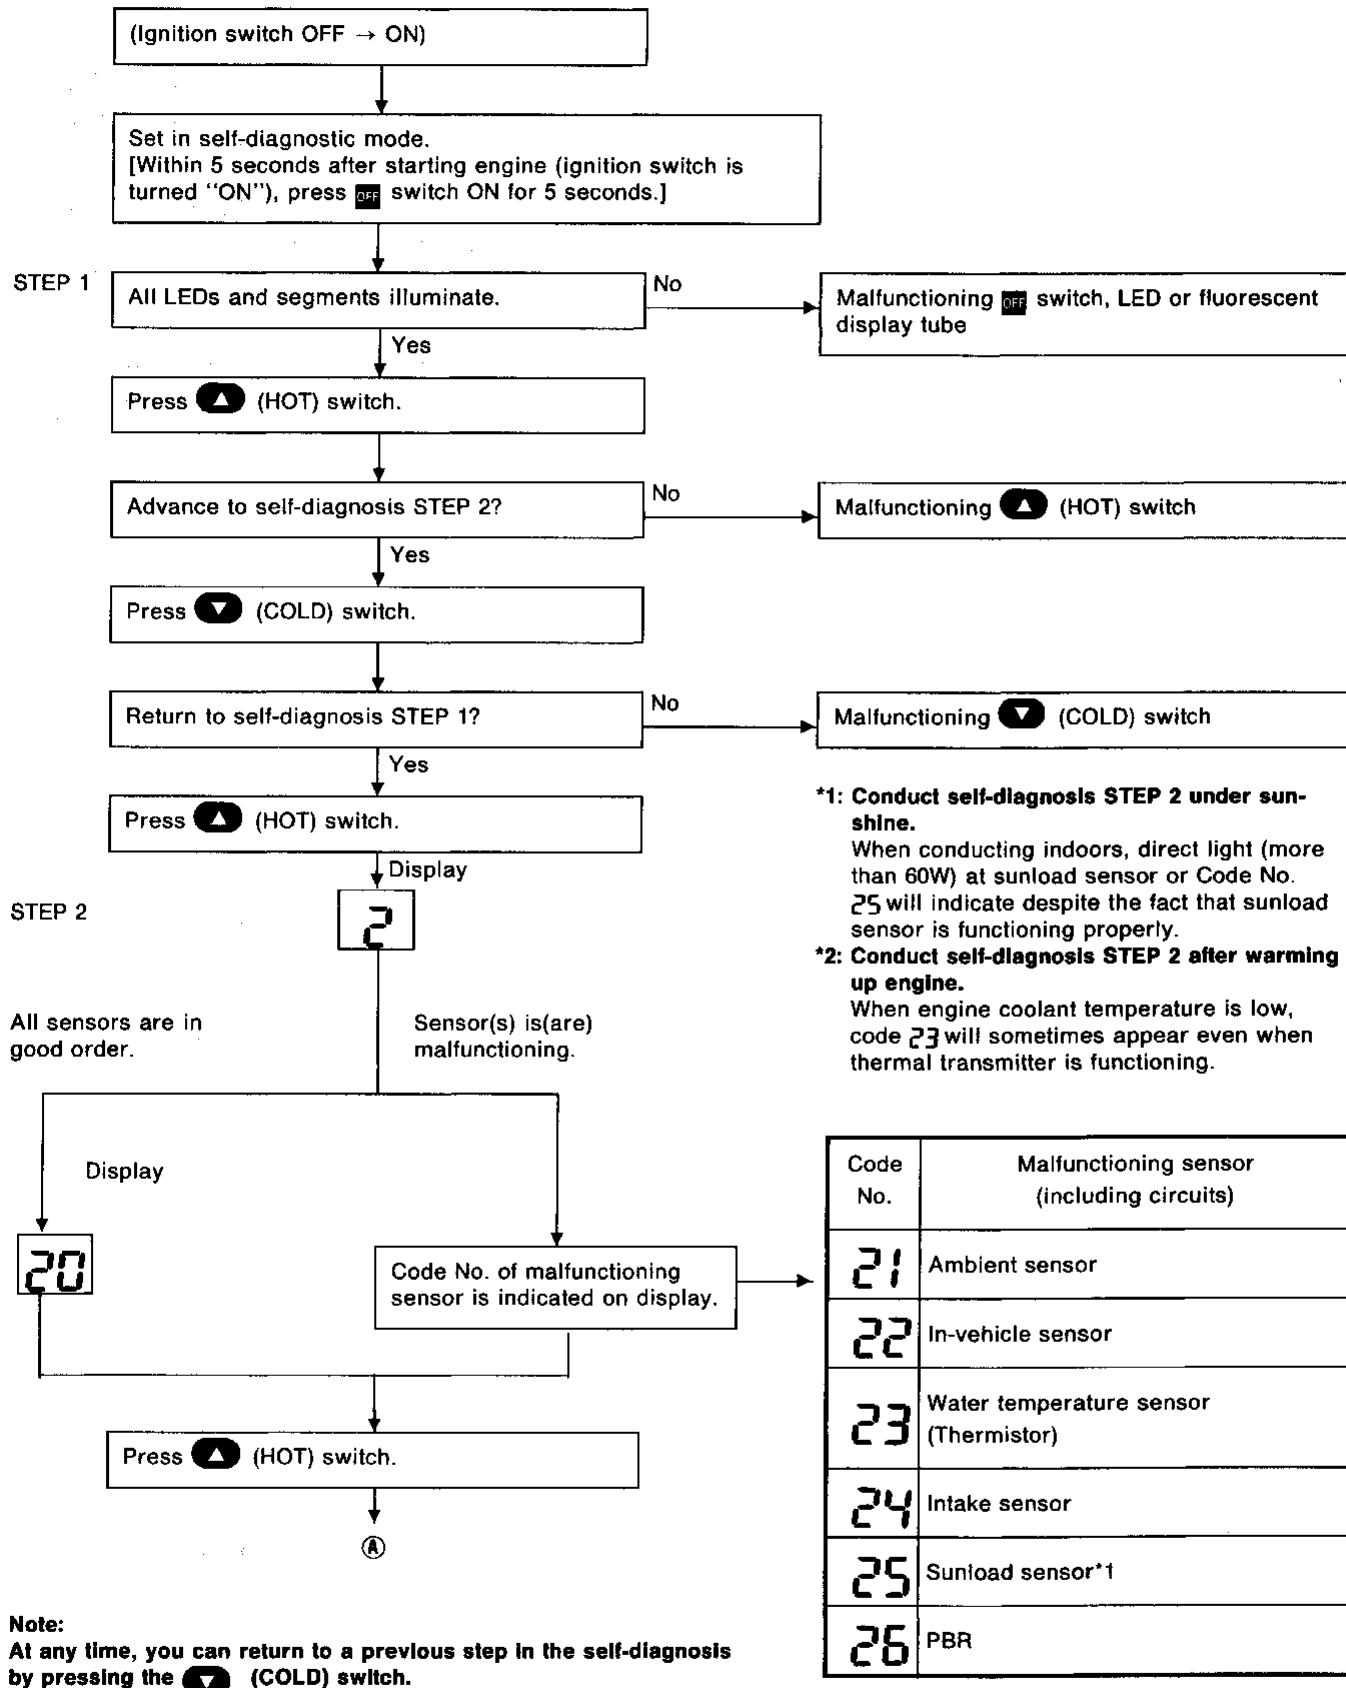 (Ignition switch OFF → ON)
Set in self-diagnostic mode.
[Within 5 seconds after starting engine (ignition switch is
turned "ON"), press OFF switch ON for 5 seconds.]
STEP 1
All LEDs and segments illuminate.
No
Malfunctioning OFF switch, LED or fluorescent
display tube
Yes
Press ▲ (HOT) switch.
Advance to self-diagnosis STEP 2?
No
Malfunctioning ▲ (HOT) switch
Yes
Press ▼ (COLD) switch.
Return to self-diagnosis STEP 1?
No
Malfunctioning ▼ (COLD) switch
Yes
Press ▲ (HOT) switch.
Display
STEP 2
2
*1: Conduct self-diagnosis STEP 2 under sun-
shine.
When conducting indoors, direct light (more
than 60W) at sunload sensor or Code No.
25 will indicate despite the fact that sunload
sensor is functioning properly.
*2: Conduct self-diagnosis STEP 2 after warming
up engine.
When engine coolant temperature is low,
code 23 will sometimes appear even when
thermal transmitter is functioning.
All sensors are in
good order.
Sensor(s) is(are)
malfunctioning.
Display
20
Code No. of malfunctioning
sensor is indicated on display.
Code
No.
Malfunctioning sensor
(including circuits)
21 Ambient sensor
22 In-vehicle sensor
23 Water temperature sensor
(Thermistor)
24 Intake sensor
25 Sunload sensor*1
26 PBR
Press ▲ (HOT) switch.
Ⓐ
Note:
At any time, you can return to a previous step in the self-diagnosis
by pressing the ▼ (COLD) switch.